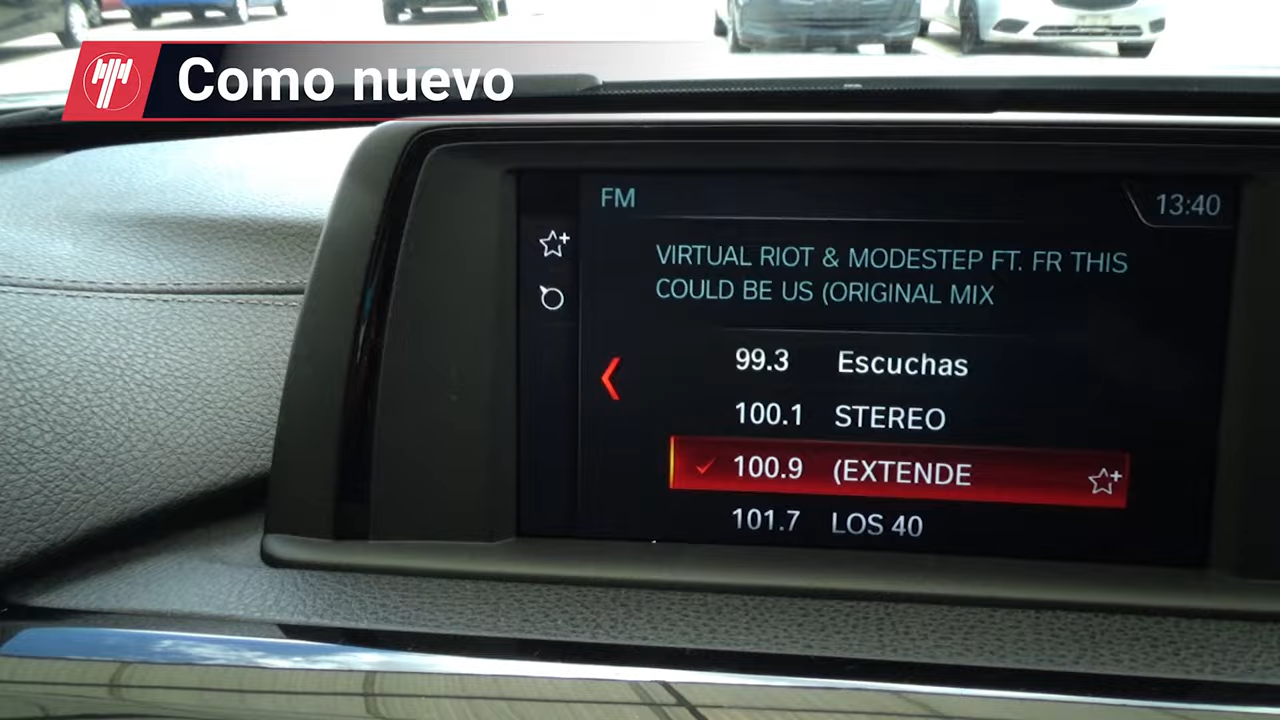 Como nuevo
FM
13:40
VIRTUAL RIOT & MODESTEP FT. FR THIS
COULD BE US (ORIGINAL MIX
99.3 Escuchas
100.1 STEREO
100.9 (EXTENDE
101.7 LOS 40